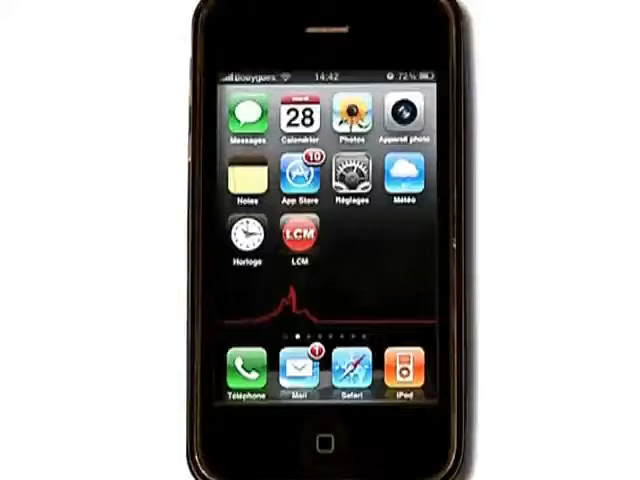 Bouygues 14:42 72 %
28
Messages Calendrier Photos Appareil photo
10
Notes App Store Réglages Météo
LCM
Horloge LCM
1
Téléphone Mail Safari iPod